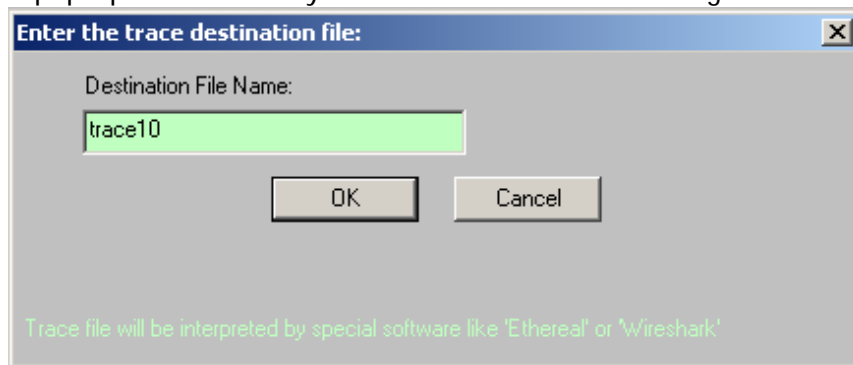 Enter the trace destination file:
Destination File Name:
trace10
OK Cancel
Trace file will be interpreted by special software like 'Ethereal' or 'Wireshark'